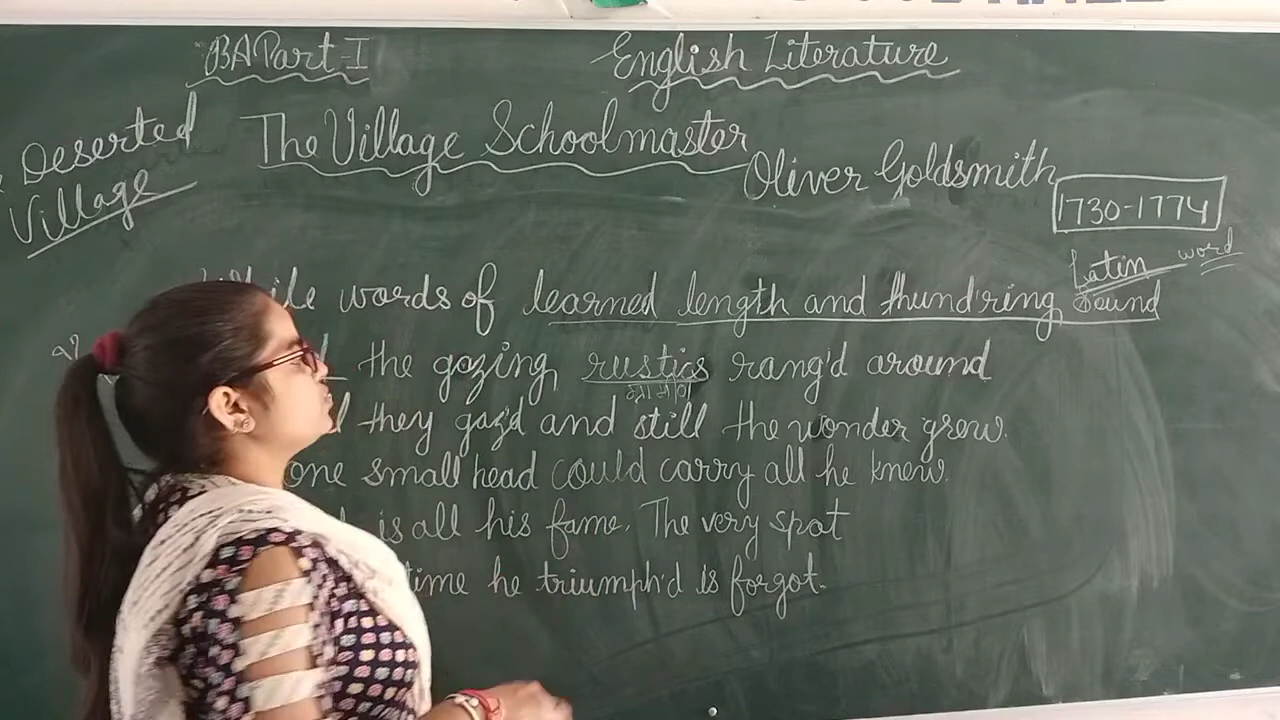 BA Part-I
English Literature
Deserted
Village
The Village Schoolmaster
Oliver Goldsmith
1730-1774
Latin word
While words of learned length and thund'ring sound
the gazing rustics rang'd around
they gaz'd and still the wonder grew.
one small head could carry all he knew.
is all his fame. The very spot
time he triumph'd is forgot.